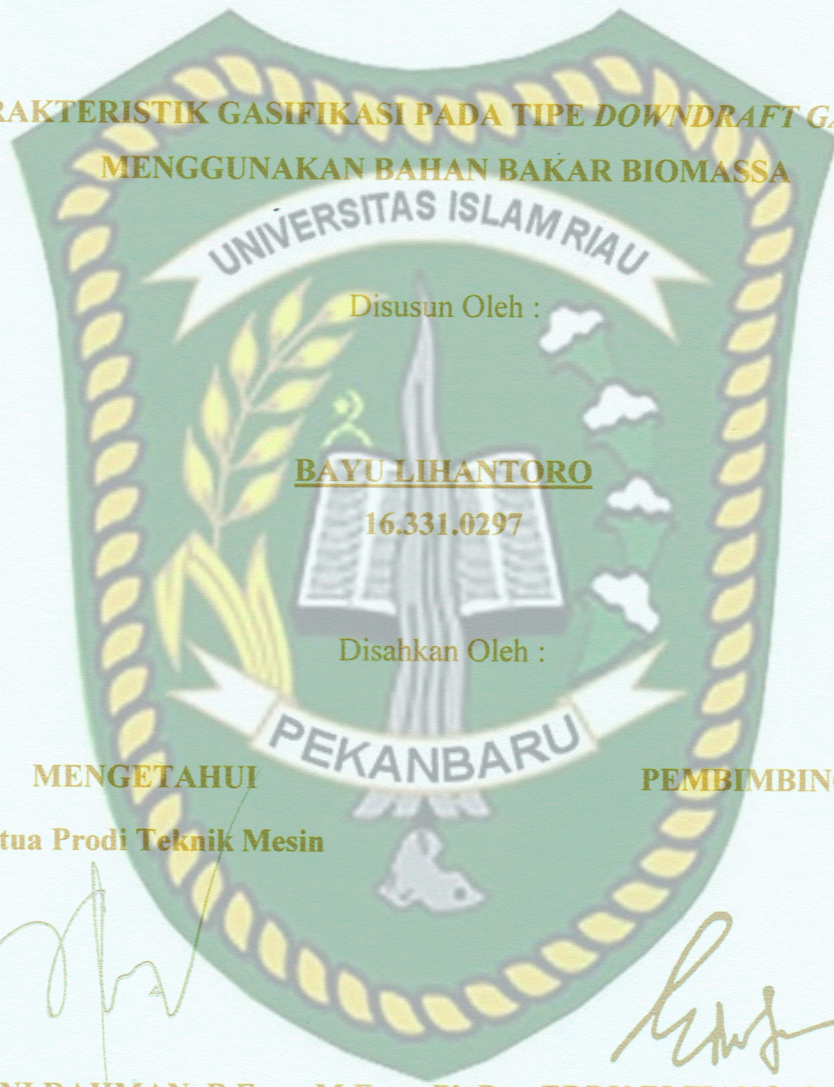 RAKTERISTIK GASIFIKASI PADA TIPE DOWNDRAFT GA
MENGGUNAKAN BAHAN BAKAR BIOMASSA
UNIVERSITAS ISLAM RIAU
Disusun Oleh :
BAYU LIHANTORO
16.331.0297
Disahkan Oleh :
PEKANBARU
MENGETAHUI
PEMBIMBING
tua Prodi Teknik Mesin